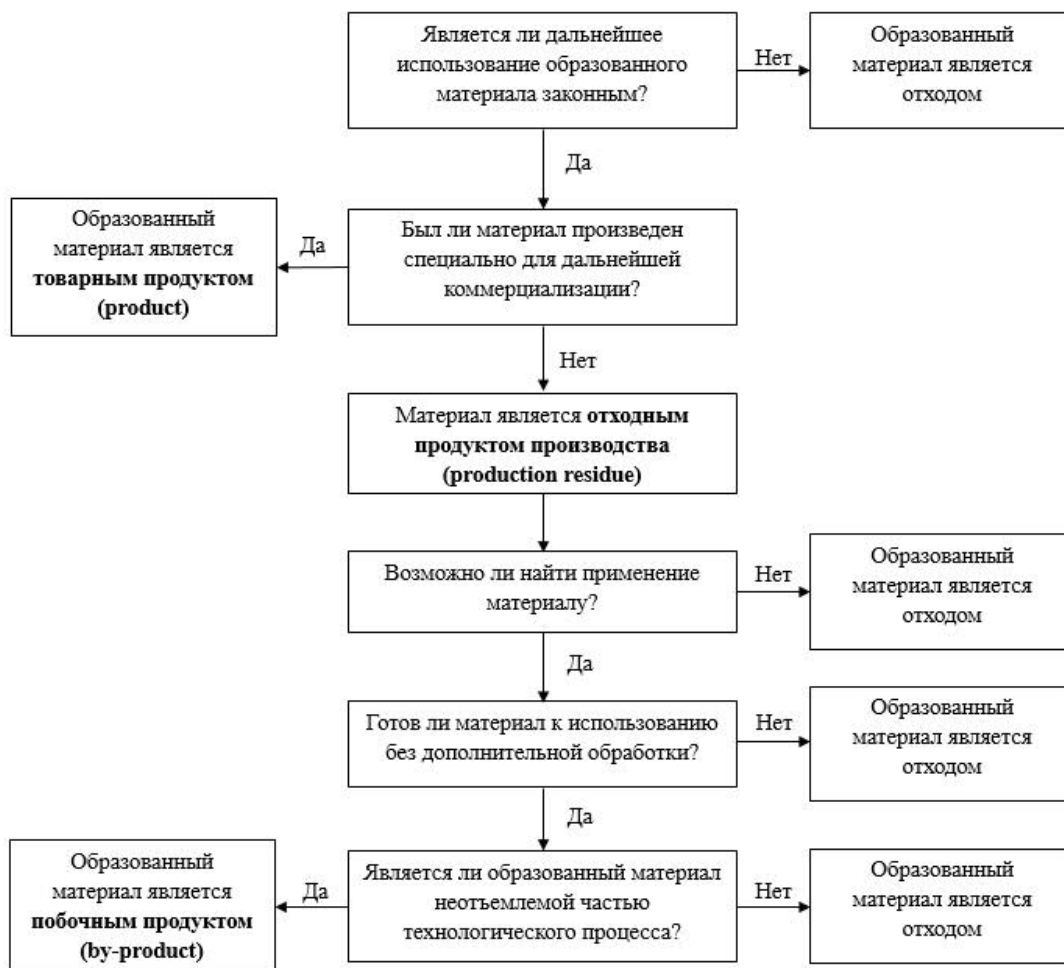 Является ли дальнейшее
использование образованного
материала законным?
Нет
Образованный
материал является
отходом
Да
Образованный
материал является
товарным продуктом
(product)
Да
Был ли материал произведен
специально для дальнейшей
коммерциализации?
Нет
Материал является отходным
продуктом производства
(production residue)
Возможно ли найти применение
материалу?
Нет
Образованный
материал является
отходом
Да
Готов ли материал к использованию
без дополнительной обработки?
Нет
Образованный
материал является
отходом
Да
Образованный
материал является
побочным продуктом
(by-product)
Да
Является ли образованный материал
неотъемлемой частью
технологического процесса?
Нет
Образованный
материал является
отходом